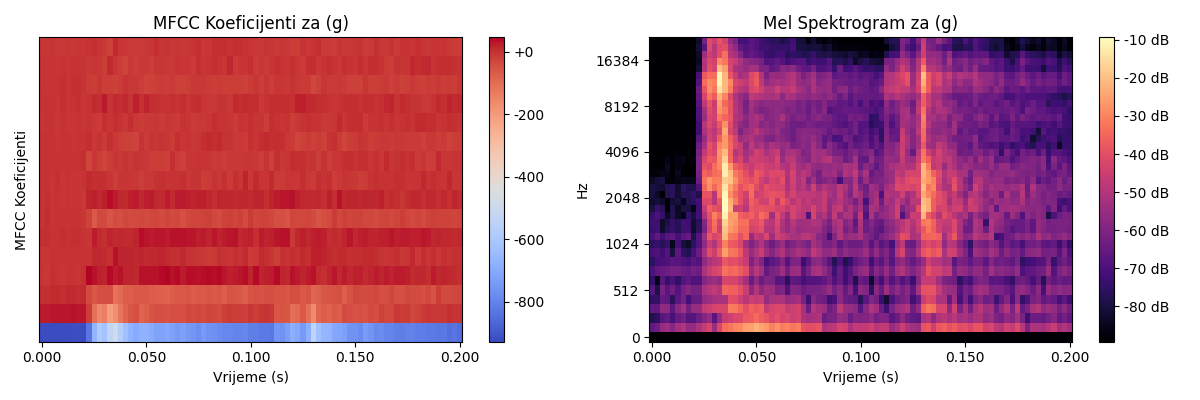 MFCC Koeficijenti za (g)
MFCC Koeficijenti
+0
-200
-400
-600
-800
0.000 0.050 0.100 0.150 0.200
Vrijeme (s)
Mel Spektrogram za (g)
Hz
16384
8192
4096
2048
1024
512
0
-10 dB
-20 dB
-30 dB
-40 dB
-50 dB
-60 dB
-70 dB
-80 dB
0.000 0.050 0.100 0.150 0.200
Vrijeme (s)